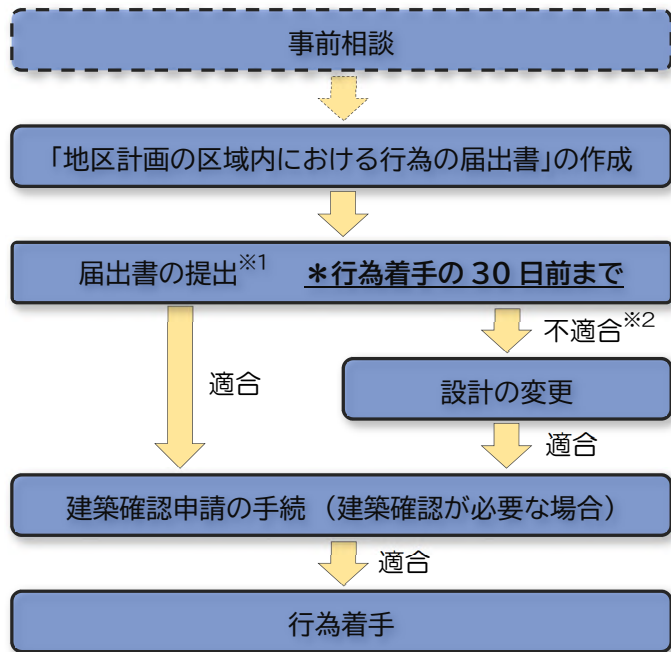 事前相談
「地区計画の区域内における行為の届出書」の作成
届出書の提出※1　＊行為着手の 30 日前まで
不適合※2
適合
設計の変更
適合
建築確認申請の手続（建築確認が必要な場合）
適合
行為着手